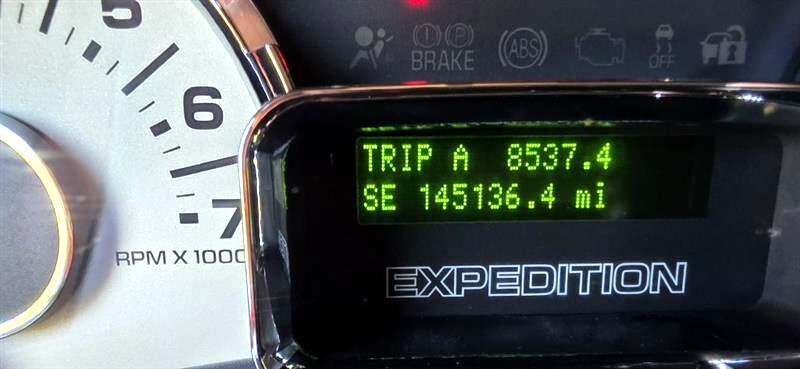 5
6
7
RPM X 1000
BRAKE
ABS
OFF
TRIP A 8537.4
SE 145136.4 mi
EXPEDITION